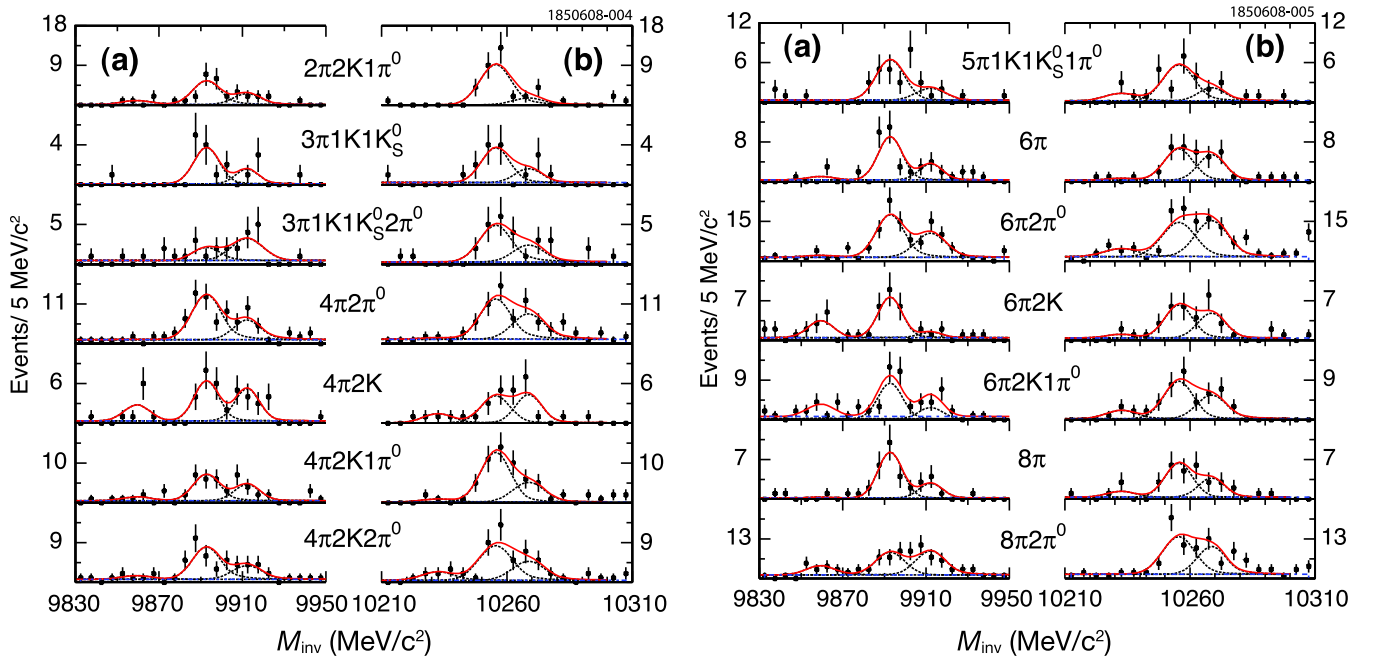 1850608-004
(a) (b)
18 18
9 2π2K1π⁰ 9
4 3π1K1K⁰S 4
5 3π1K1K⁰S2π⁰ 5
11 4π2π⁰ 11
6 4π2K 6
10 4π2K1π⁰ 10
9 4π2K2π⁰ 9
Events/ 5 MeV/c²
9830 9870 9910 9950 10210 10260 10310
Minv (MeV/c²)
1850608-005
(a) (b)
12 12
6 5π1K1K⁰S1π⁰ 6
8 6π 8
15 6π2π⁰ 15
7 6π2K 7
9 6π2K1π⁰ 9
7 8π 7
13 8π2π⁰ 13
Events/ 5 MeV/c²
9830 9870 9910 9950 10210 10260 10310
Minv (MeV/c²)